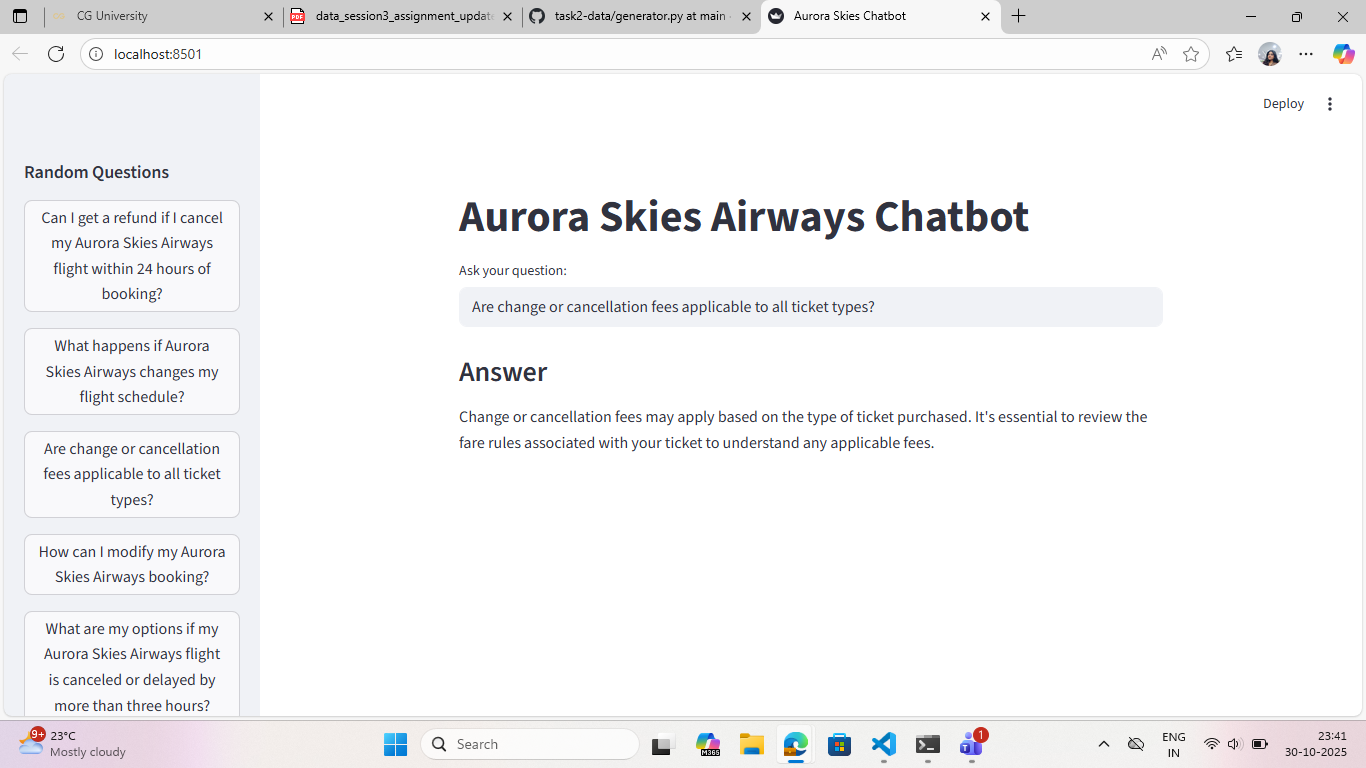 CG University
data_session3_assignment_update
task2-data/generator.py at main
Aurora Skies Chatbot
localhost:8501
Deploy
Random Questions
Can I get a refund if I cancel
my Aurora Skies Airways
flight within 24 hours of
booking?
What happens if Aurora
Skies Airways changes my
flight schedule?
Are change or cancellation
fees applicable to all ticket
types?
How can I modify my Aurora
Skies Airways booking?
What are my options if my
Aurora Skies Airways flight
is canceled or delayed by
more than three hours?
Aurora Skies Airways Chatbot
Ask your question:
Are change or cancellation fees applicable to all ticket types?
Answer
Change or cancellation fees may apply based on the type of ticket purchased. It's essential to review the
fare rules associated with your ticket to understand any applicable fees.
9+
23°C
Mostly cloudy
Search
M365
1
ENG
IN
23:41
30-10-2025